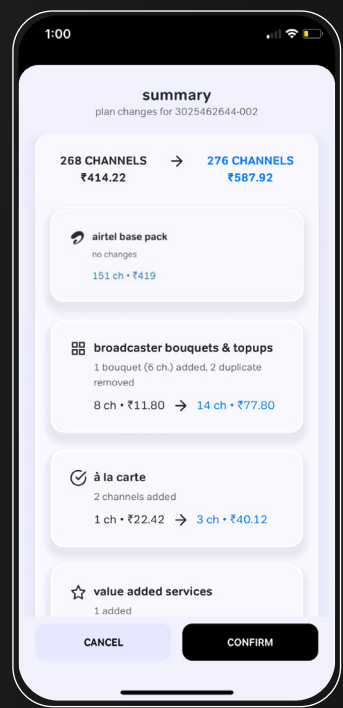 1:00
summary
plan changes for 3025462644-002
268 CHANNELS → 276 CHANNELS
₹414.22 ₹587.92
airtel base pack
no changes
151 ch • ₹419
broadcaster bouquets & topups
1 bouquet (6 ch.) added, 2 duplicate
removed
8 ch • ₹11.80 → 14 ch • ₹77.80
à la carte
2 channels added
1 ch • ₹22.42 → 3 ch • ₹40.12
value added services
1 added
CANCEL CONFIRM